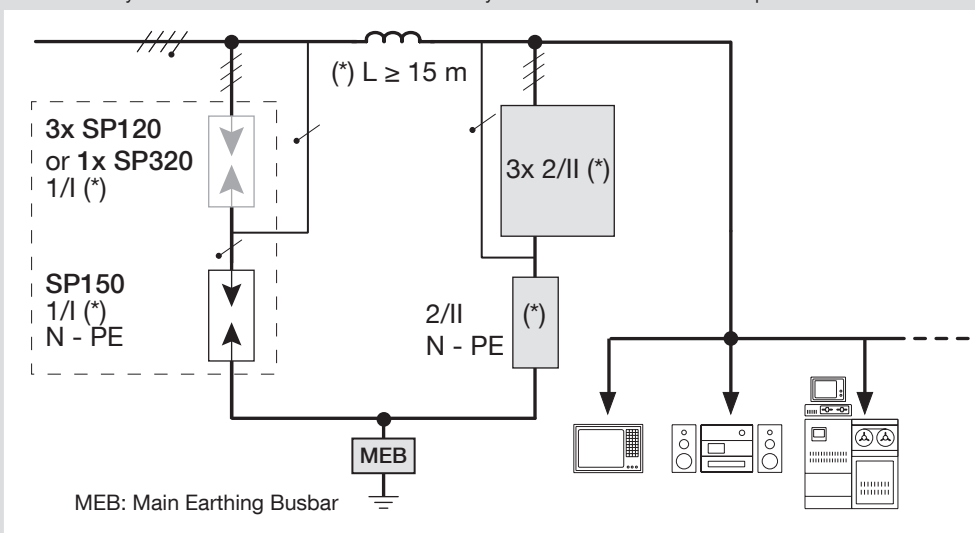 (*) L ≥ 15 m
3x SP120
or 1x SP320
1/I (*)
3x 2/II (*)
SP150
1/I (*)
N - PE
2/II
N - PE
(*)
MEB
MEB: Main Earthing Busbar